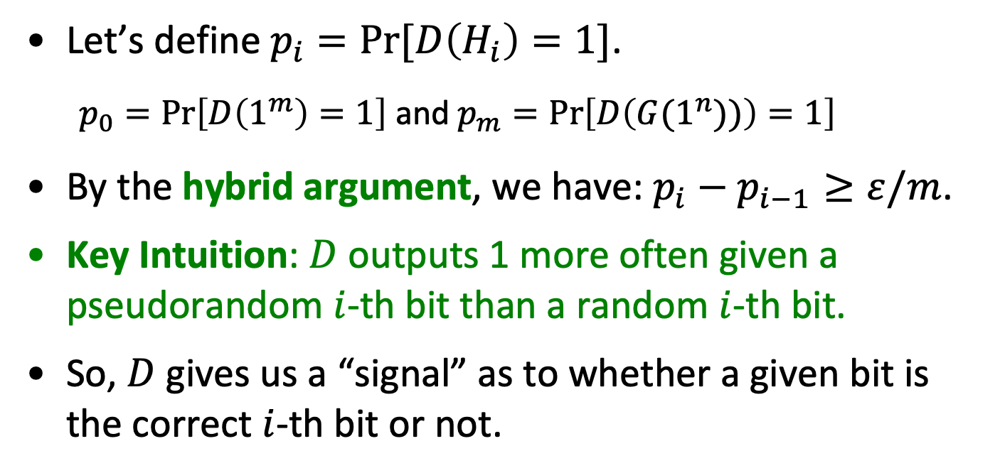 • Let’s define $p_i = \Pr[D(H_i) = 1]$.
$p_0 = \Pr[D(1^m) = 1]$ and $p_m = \Pr[D(G(1^n))) = 1]$
• By the hybrid argument, we have: $p_i - p_{i-1} \geq \varepsilon/m$.
• Key Intuition: $D$ outputs 1 more often given a
pseudorandom $i$-th bit than a random $i$-th bit.
• So, $D$ gives us a “signal” as to whether a given bit is
the correct $i$-th bit or not.